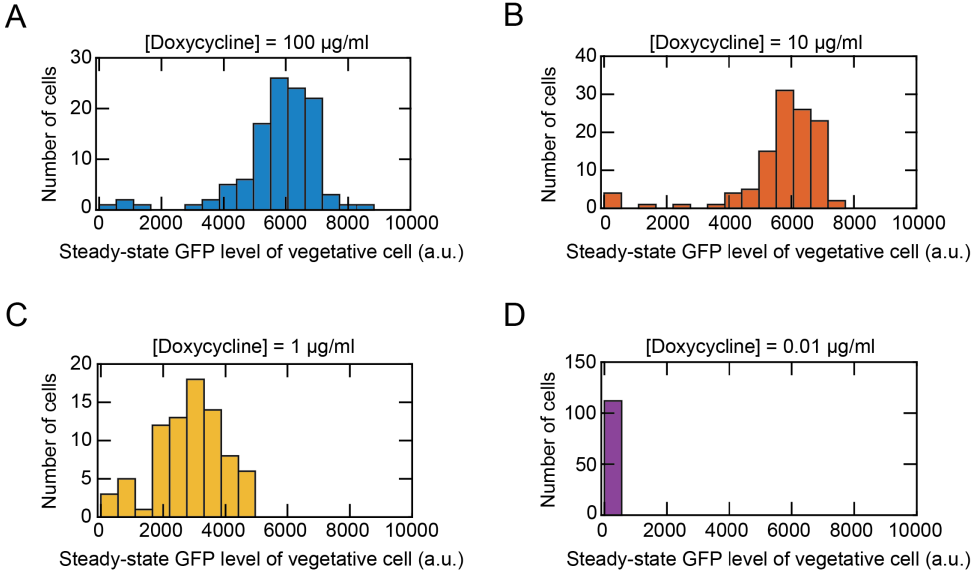 A
[Doxycycline] = 100 µg/ml
Number of cells
30
20
10
0
0 2000 4000 6000 8000 10000
Steady-state GFP level of vegetative cell (a.u.)
B
[Doxycycline] = 10 µg/ml
Number of cells
40
30
20
10
0
0 2000 4000 6000 8000 10000
Steady-state GFP level of vegetative cell (a.u.)
C
[Doxycycline] = 1 µg/ml
Number of cells
20
15
10
5
0
0 2000 4000 6000 8000 10000
Steady-state GFP level of vegetative cell (a.u.)
D
[Doxycycline] = 0.01 µg/ml
Number of cells
150
100
50
0
0 2000 4000 6000 8000 10000
Steady-state GFP level of vegetative cell (a.u.)